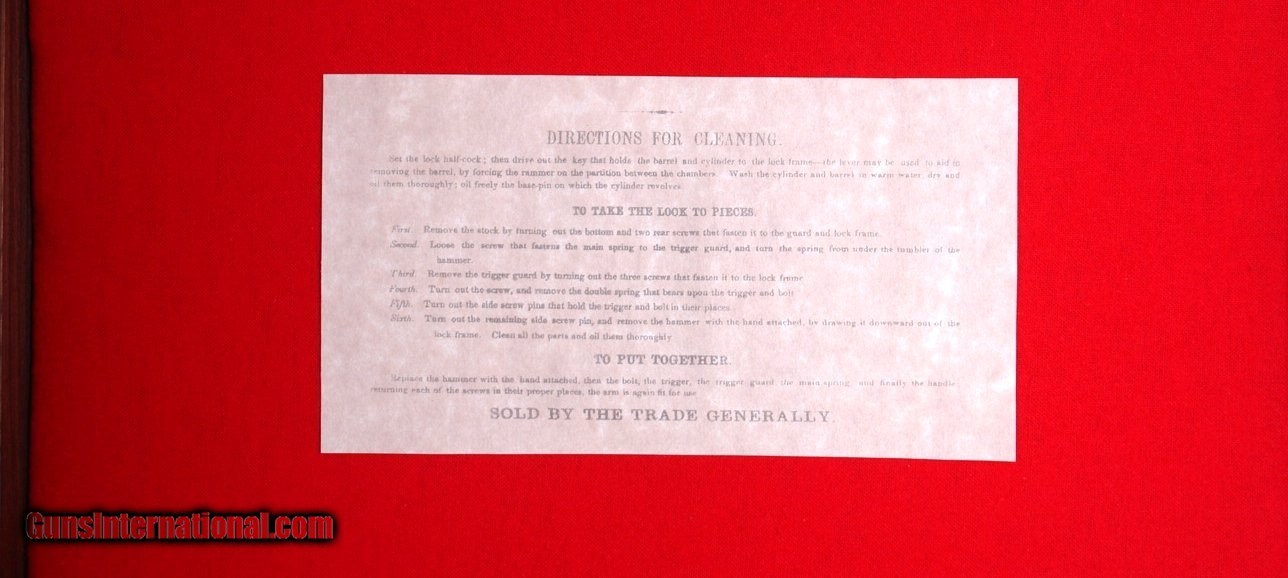 DIRECTIONS FOR CLEANING.
Set the lock half-cock; then drive out the key that holds the barrel and cylinder to the lock frame—the lever may be used to aid in
removing the barrel, by forcing the rammer on the partition between the chambers. Wash the cylinder and barrel in warm water, dry and
oil them thoroughly; oil freely the base-pin on which the cylinder revolves.
TO TAKE THE LOCK TO PIECES.
First. Remove the stock by turning out the bottom and two rear screws that fasten it to the guard and lock frame.
Second. Loose the screw that fastens the main spring to the trigger guard, and turn the spring from under the tumbler of the
hammer.
Third. Remove the trigger guard by turning out the three screws that fasten it to the lock frame
Fourth. Turn out the screw, and remove the double spring that bears upon the trigger and bolt
Fifth. Turn out the side screw pins that hold the trigger and bolt in their places.
Sixth. Turn out the remaining side screw pin, and remove the hammer with the hand attached, by drawing it downward out of the
lock frame. Clean all the parts and oil them thoroughly
TO PUT TOGETHER.
Replace the hammer with the hand attached, then the bolt, the trigger, the trigger guard the main spring, and finally the handle;
returning each of the screws in their proper places, the arm is again fit for use
SOLD BY THE TRADE GENERALLY.
GunsInternational.com